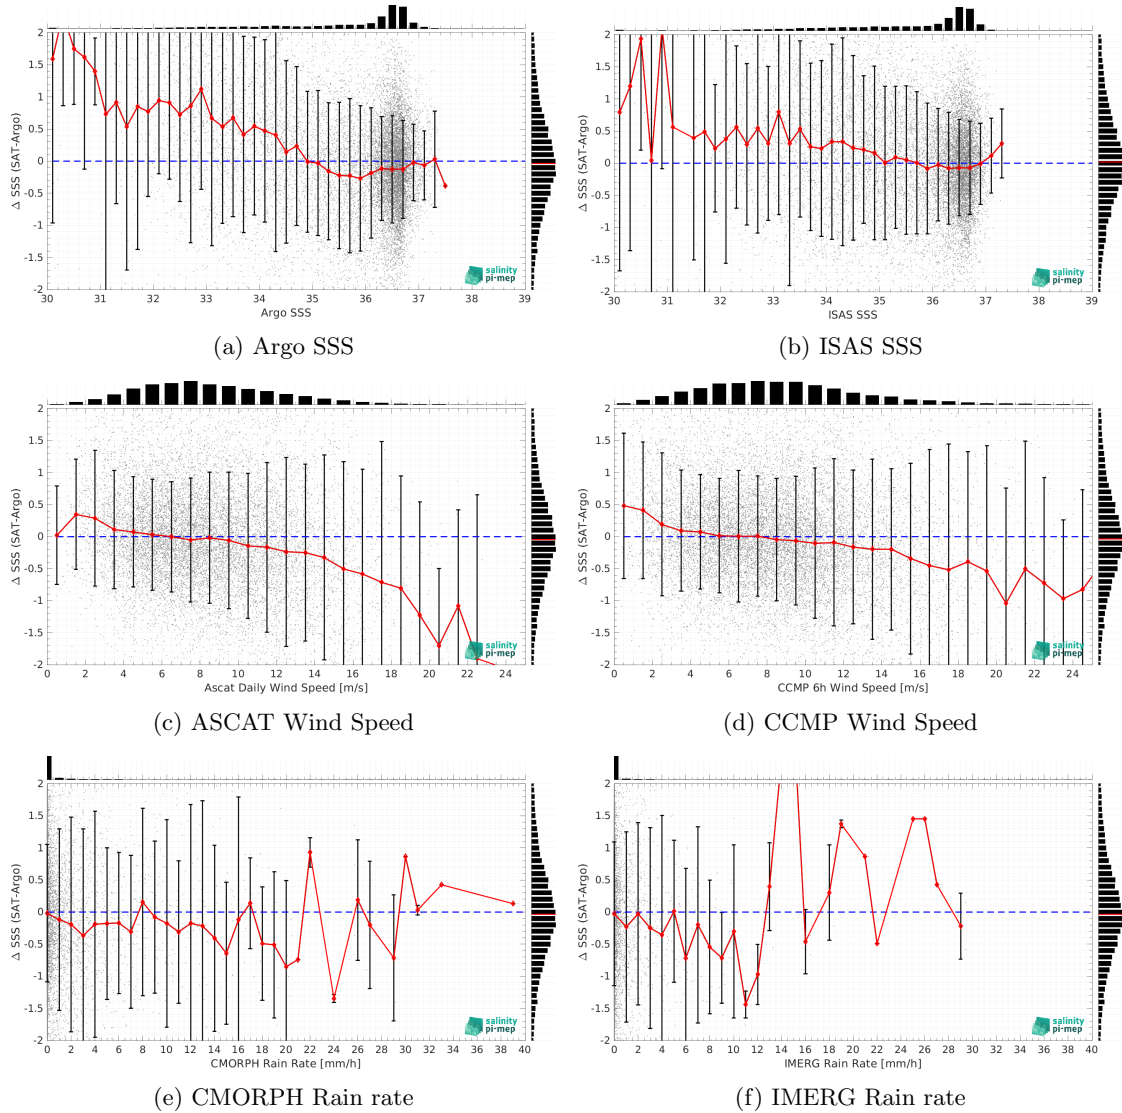 2
1.5
1
0.5
0
-0.5
-1
-1.5
-2
Δ SSS (SAT-Argo)
30 31 32 33 34 35 36 37 38 39
Argo SSS
salinity
pi-mep
(a) Argo SSS
2
1.5
1
0.5
0
-0.5
-1
-1.5
-2
Δ SSS (SAT-Argo)
30 31 32 33 34 35 36 37 38 39
ISAS SSS
salinity
pi-mep
(b) ISAS SSS
2
1.5
1
0.5
0
-0.5
-1
-1.5
-2
Δ SSS (SAT-Argo)
0 2 4 6 8 10 12 14 16 18 20 22 24
Ascat Daily Wind Speed [m/s]
salinity
pi-mep
(c) ASCAT Wind Speed
2
1.5
1
0.5
0
-0.5
-1
-1.5
-2
Δ SSS (SAT-Argo)
0 2 4 6 8 10 12 14 16 18 20 22 24
CCMP 6h Wind Speed [m/s]
salinity
pi-mep
(d) CCMP Wind Speed
2
1.5
1
0.5
0
-0.5
-1
-1.5
-2
Δ SSS (SAT-Argo)
0 2 4 6 8 10 12 14 16 18 20 22 24 26 28 30 32 34 36 38 40
CMORPH Rain Rate [mm/h]
salinity
pi-mep
(e) CMORPH Rain rate
2
1.5
1
0.5
0
-0.5
-1
-1.5
-2
Δ SSS (SAT-Argo)
0 2 4 6 8 10 12 14 16 18 20 22 24 26 28 30 32 34 36 38 40
IMERG Rain Rate [mm/h]
salinity
pi-mep
(f) IMERG Rain rate